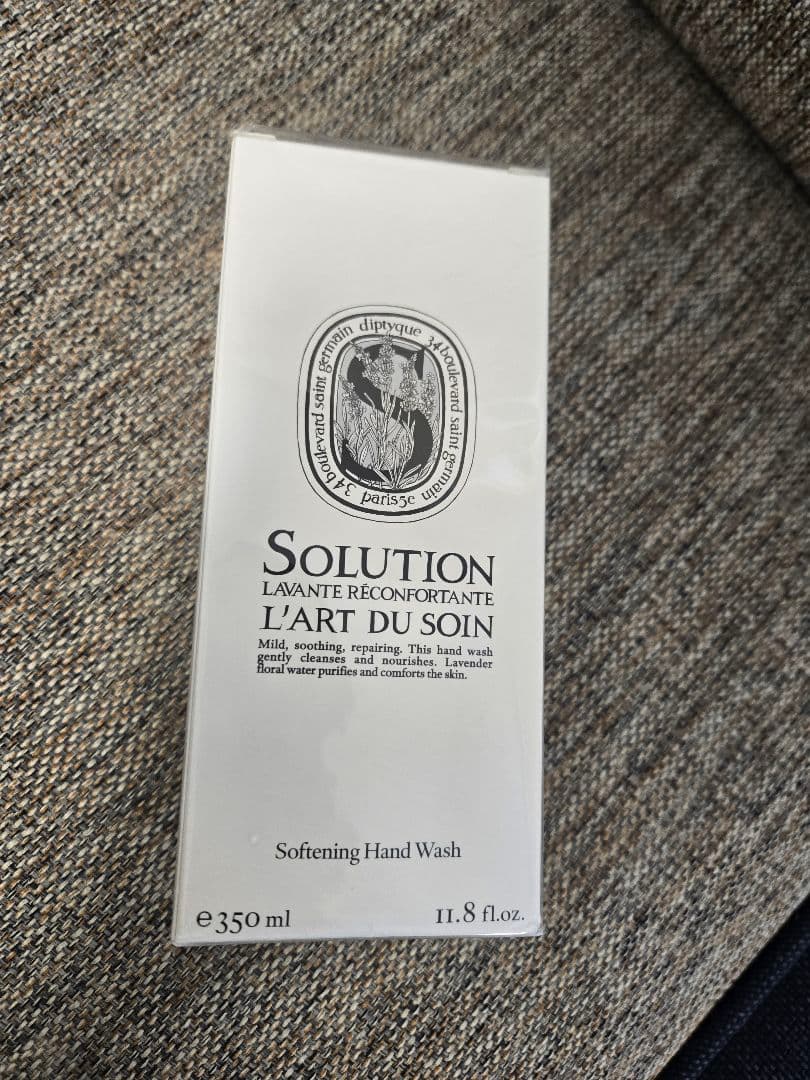 34 boulevard saint germain diptyque 34 boulevard saint germain paris5e
S
SOLUTION
LAVANTE RÉCONFORTANTE
L'ART DU SOIN
Mild, soothing, repairing. This hand wash
gently cleanses and nourishes. Lavender
floral water purifies and comforts the skin.
Softening Hand Wash
e 350 ml
11.8 fl.oz.